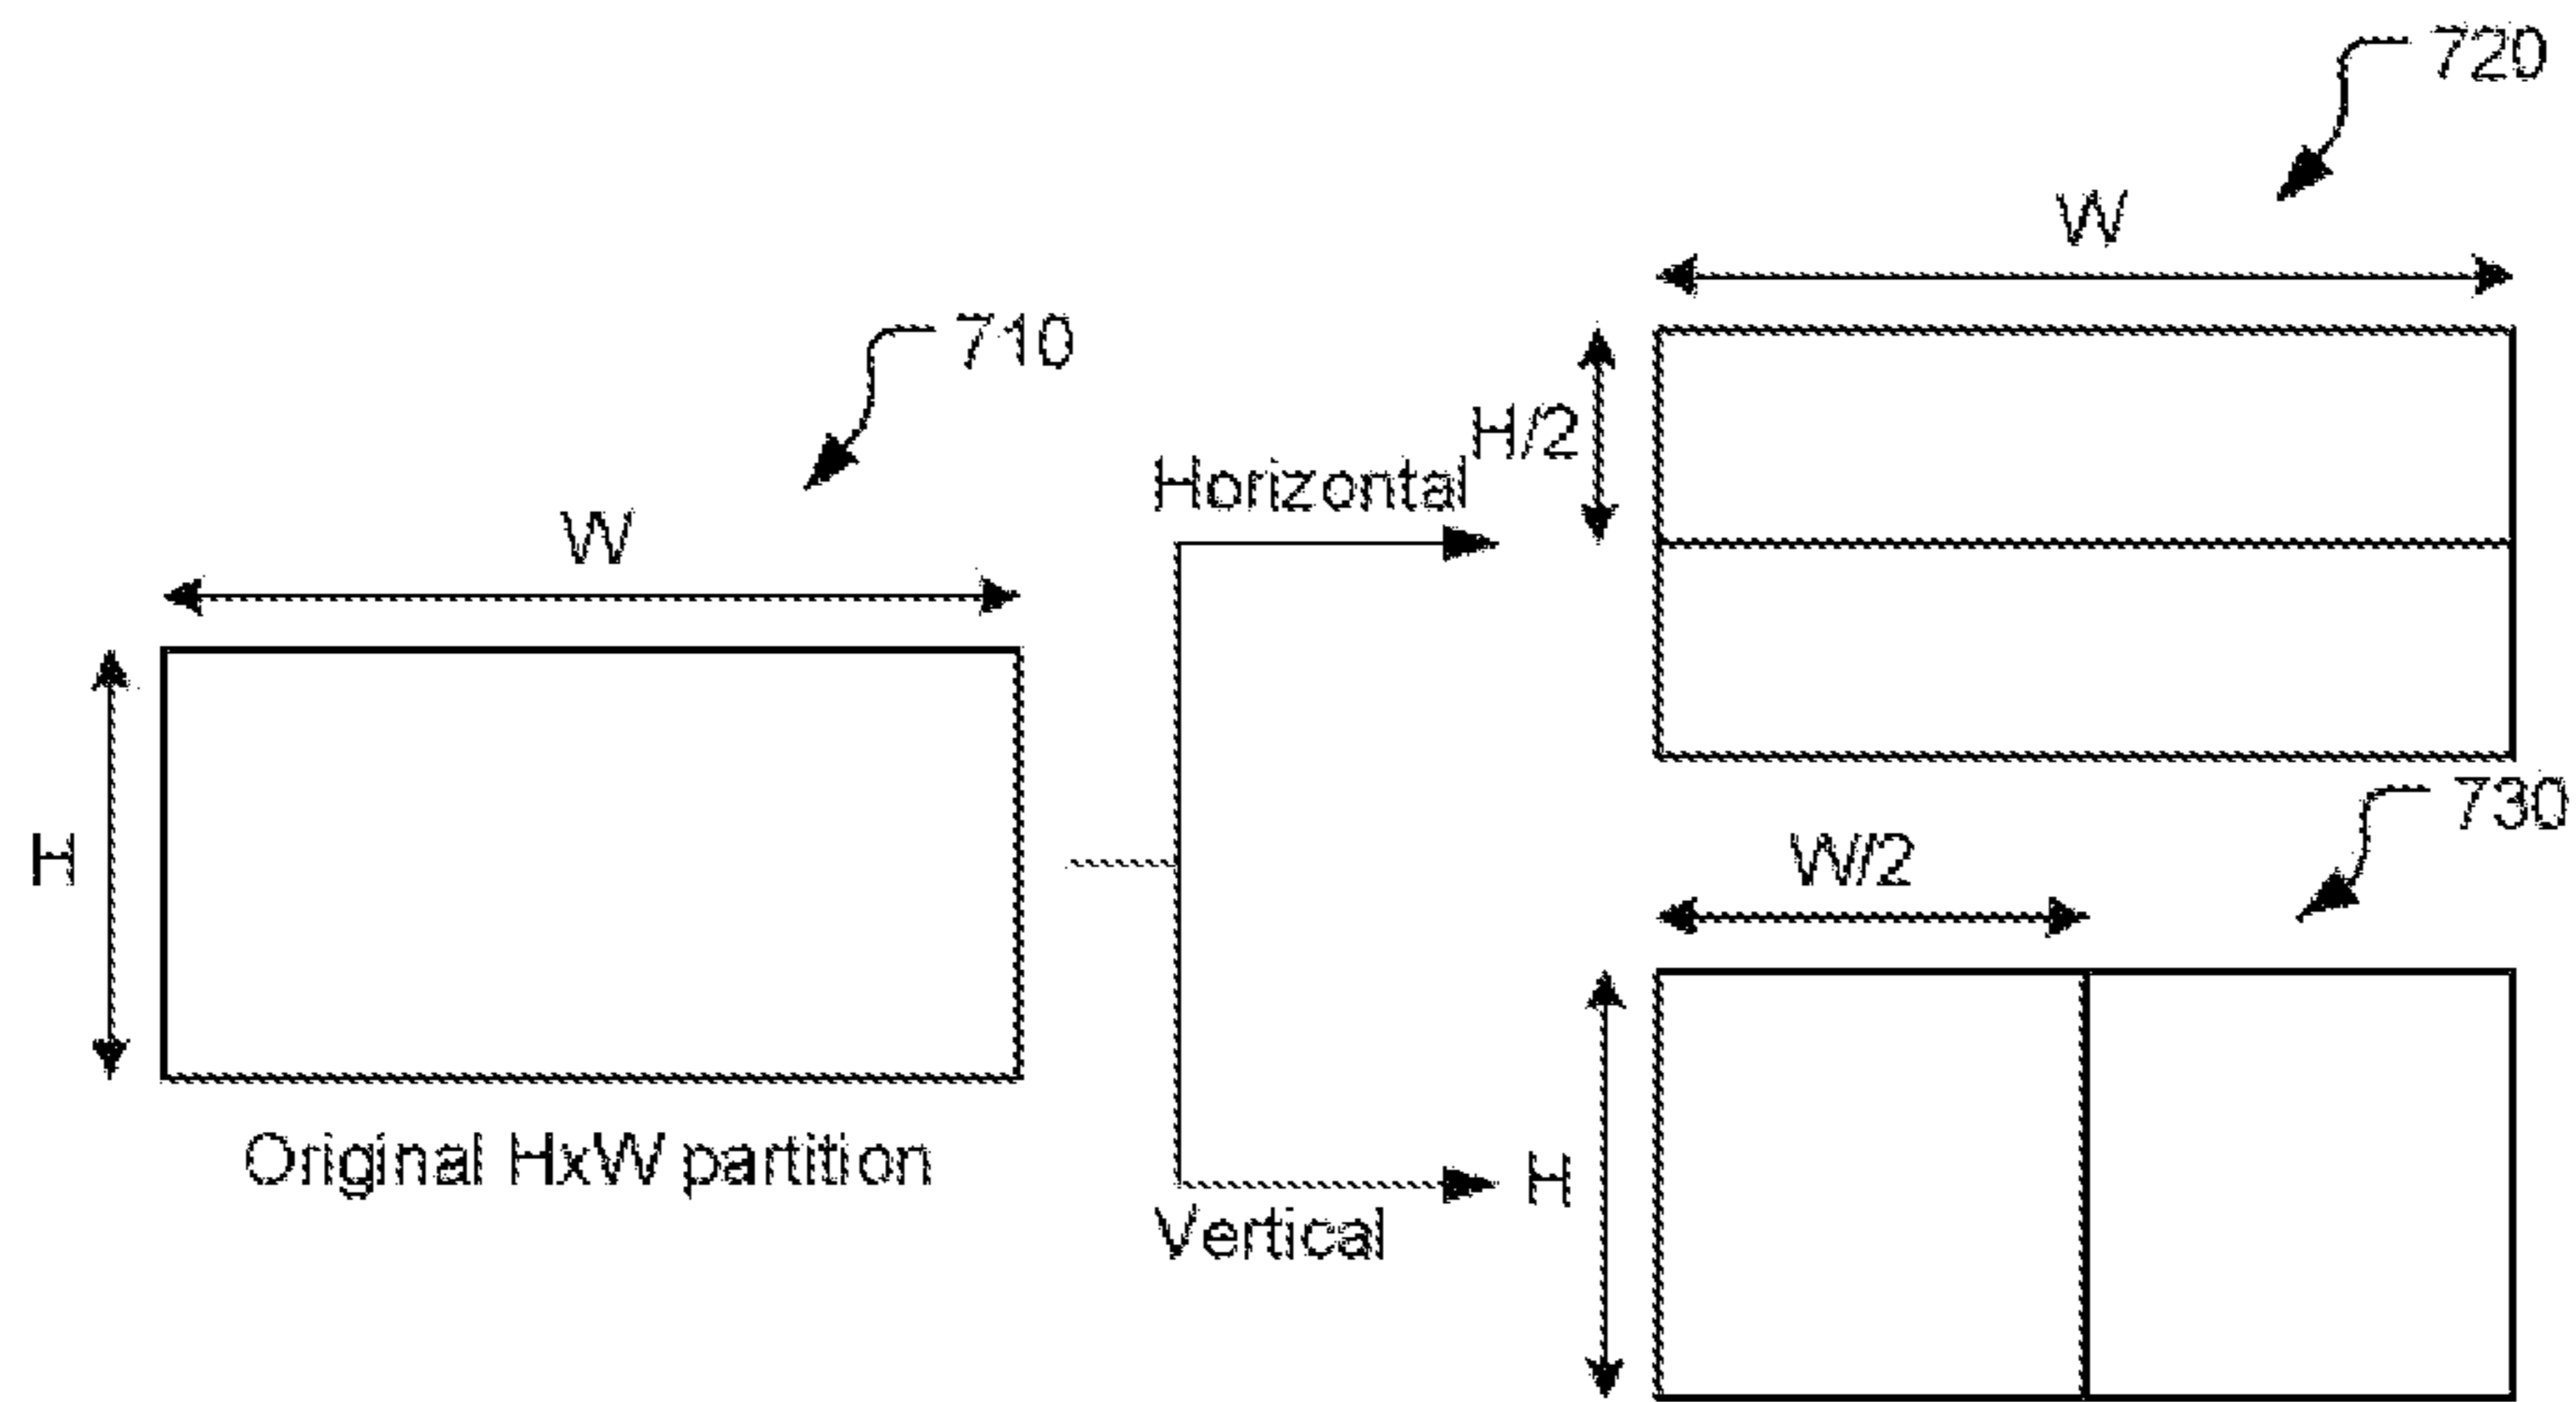 720
W
710
H/2
Horizontal
W
730
W/2
H
Original HxW partition
H
Vertical